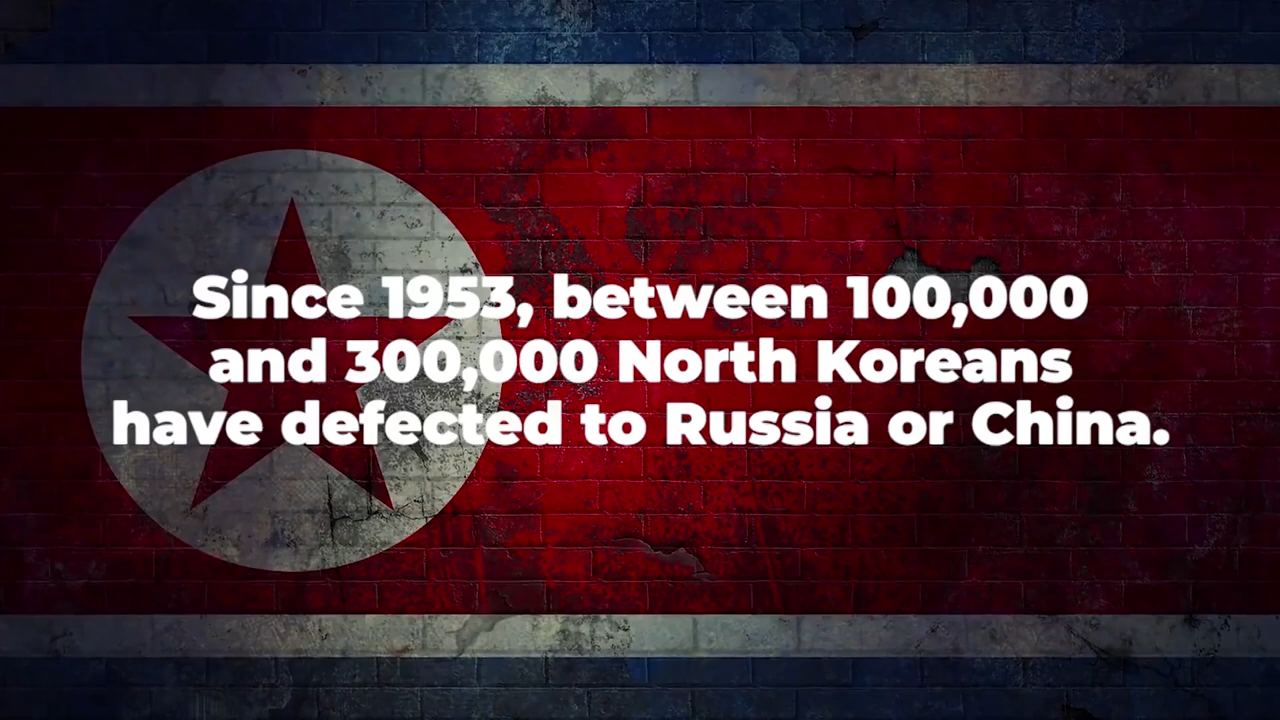 Since 1953, between 100,000
and 300,000 North Koreans
have defected to Russia or China.